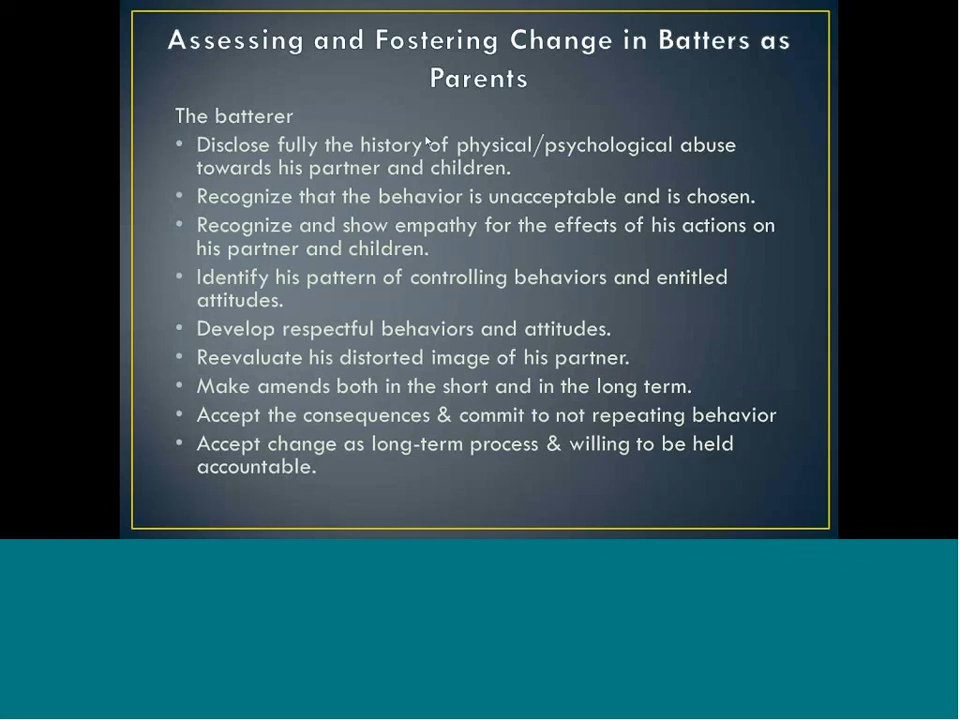 Assessing and Fostering Change in Batters as
Parents
The batterer
• Disclose fully the history of physical/psychological abuse
towards his partner and children.
• Recognize that the behavior is unacceptable and is chosen.
• Recognize and show empathy for the effects of his actions on
his partner and children.
• Identify his pattern of controlling behaviors and entitled
attitudes.
• Develop respectful behaviors and attitudes.
• Reevaluate his distorted image of his partner.
• Make amends both in the short and in the long term.
• Accept the consequences & commit to not repeating behavior
• Accept change as long-term process & willing to be held
accountable.